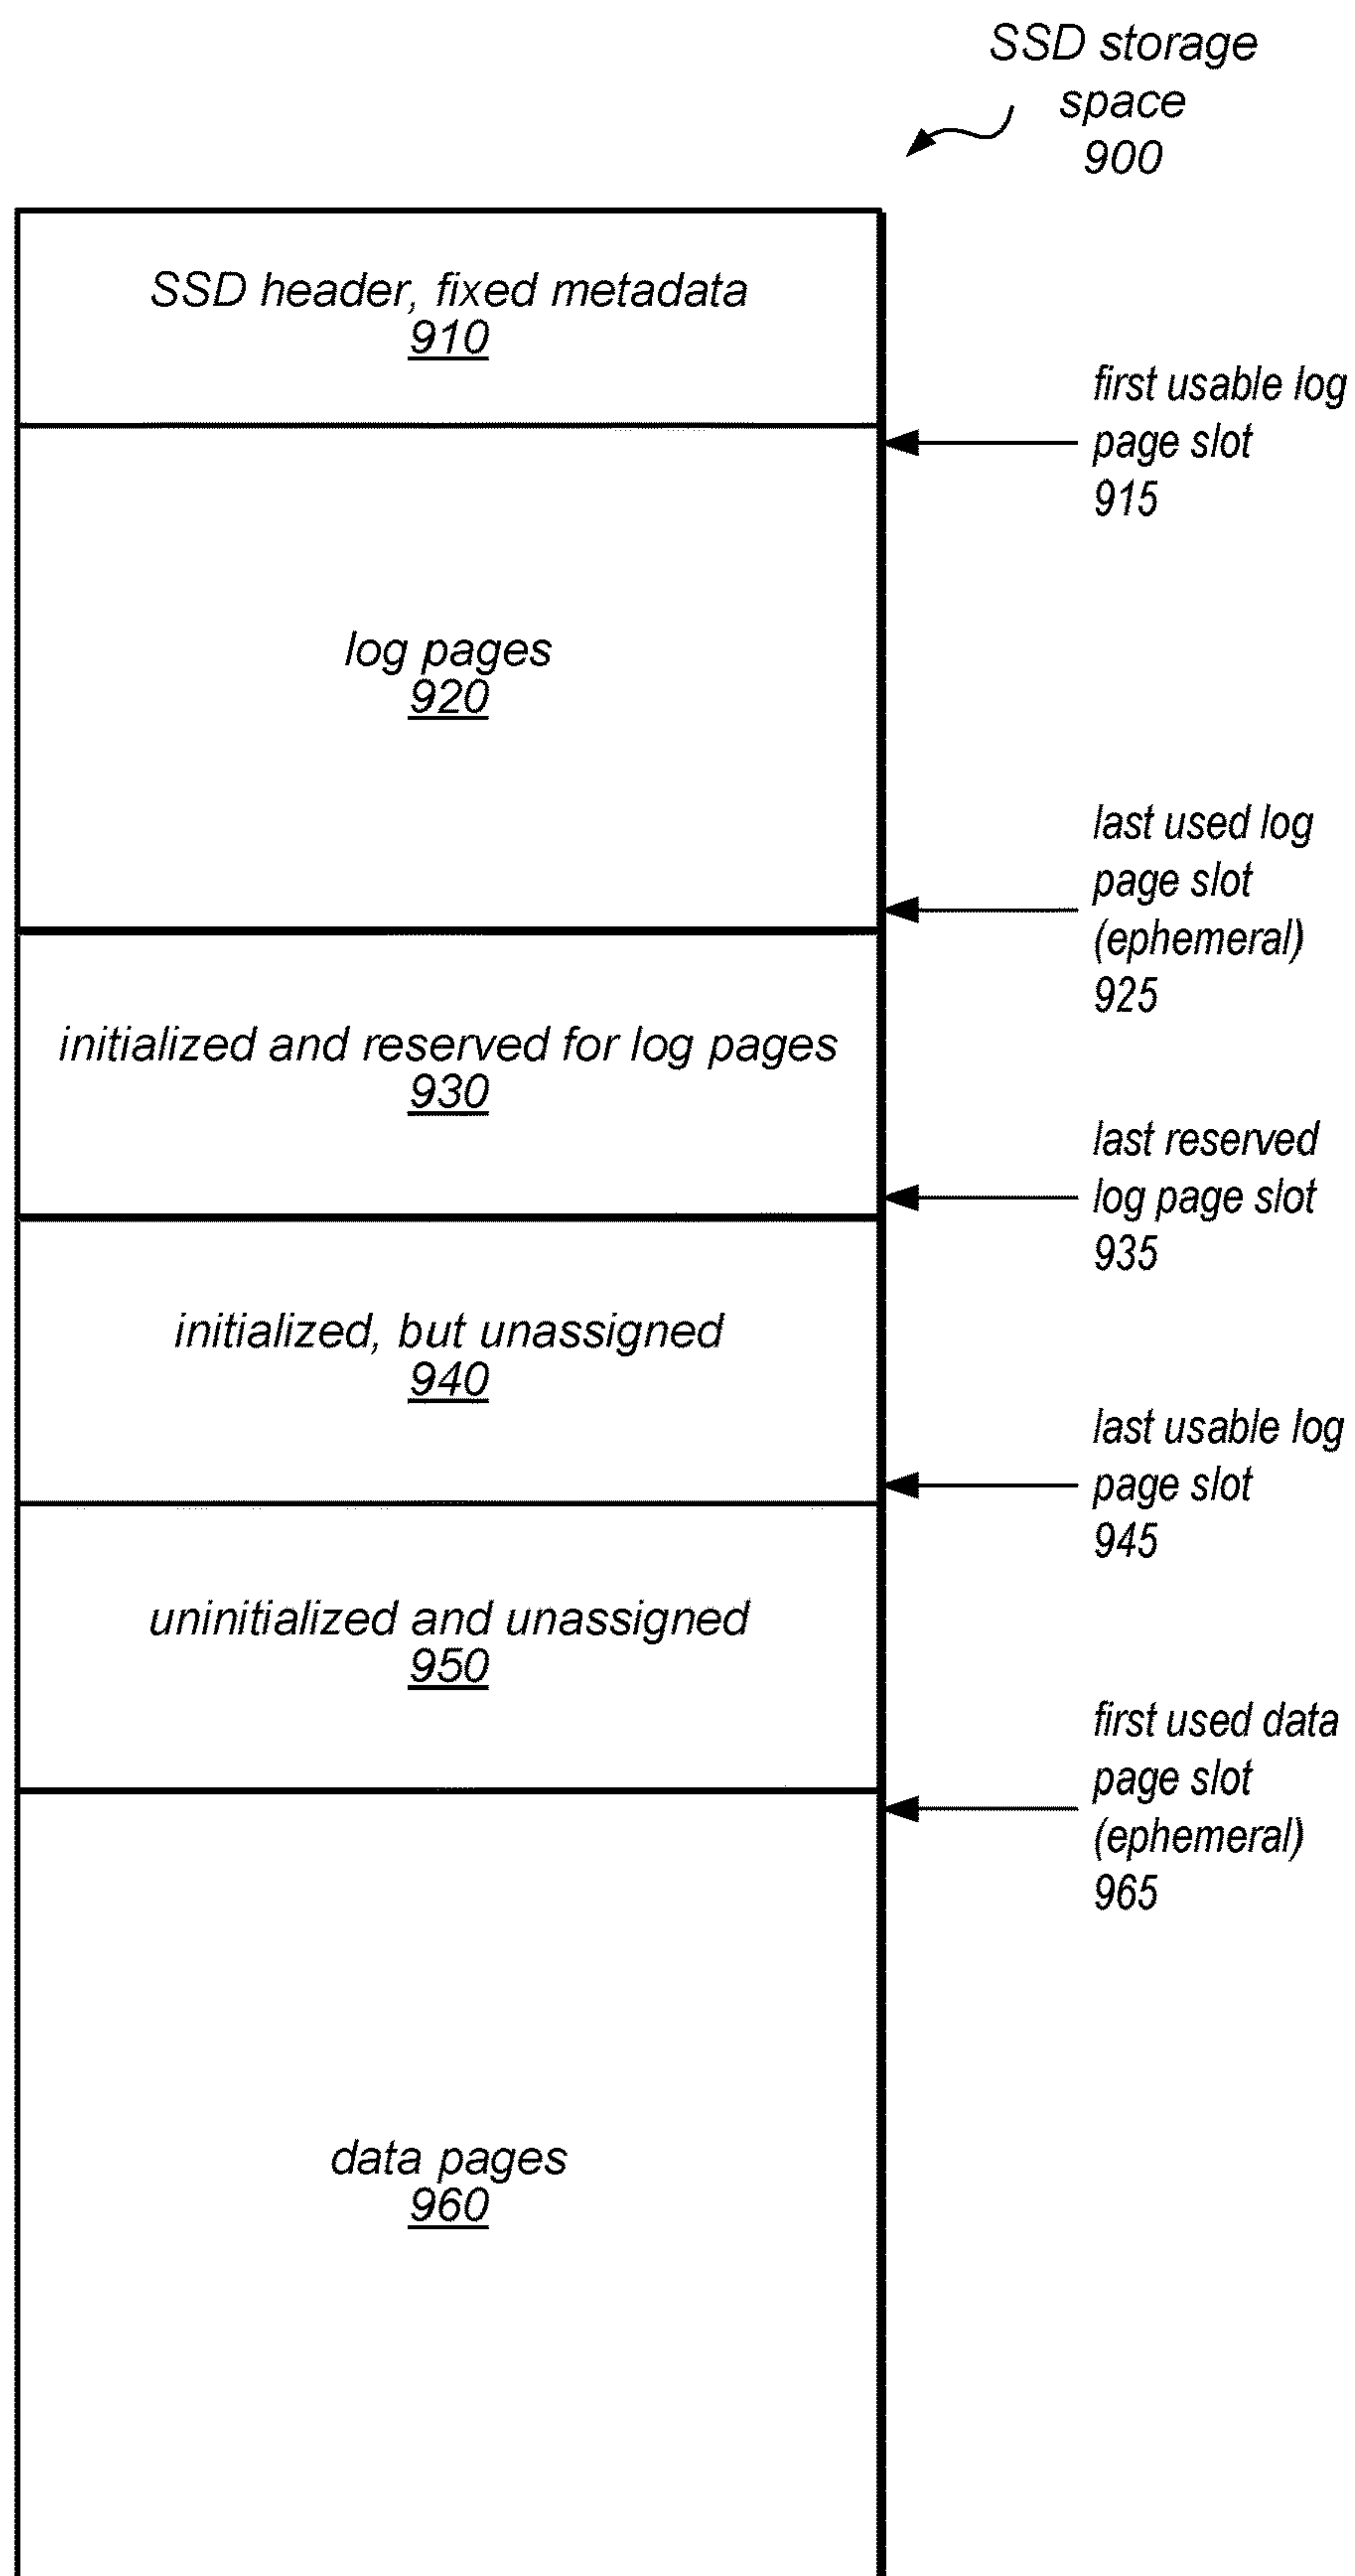 SSD storage
space
900
SSD header, fixed metadata
910
first usable log
page slot
915
log pages
920
last used log
page slot
(ephemeral)
925
initialized and reserved for log pages
930
last reserved
log page slot
935
initialized, but unassigned
940
last usable log
page slot
945
uninitialized and unassigned
950
first used data
page slot
(ephemeral)
965
data pages
960